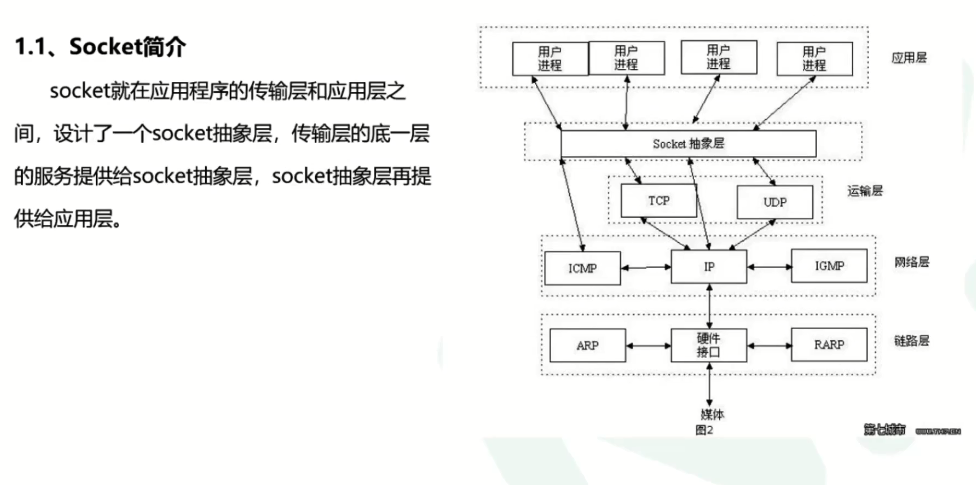 1.1、Socket简介
socket就在应用程序的传输层和应用层之
间，设计了一个socket抽象层，传输层的底一层
的服务提供给socket抽象层，socket抽象层再提
供给应用层。
用户
进程
用户
进程
用户
进程
用户
进程
应用层
Socket 抽象层
TCP
UDP
运输层
ICMP
IP
IGMP
网络层
ARP
硬件
接口
RARP
链路层
媒体
图2
第七城市